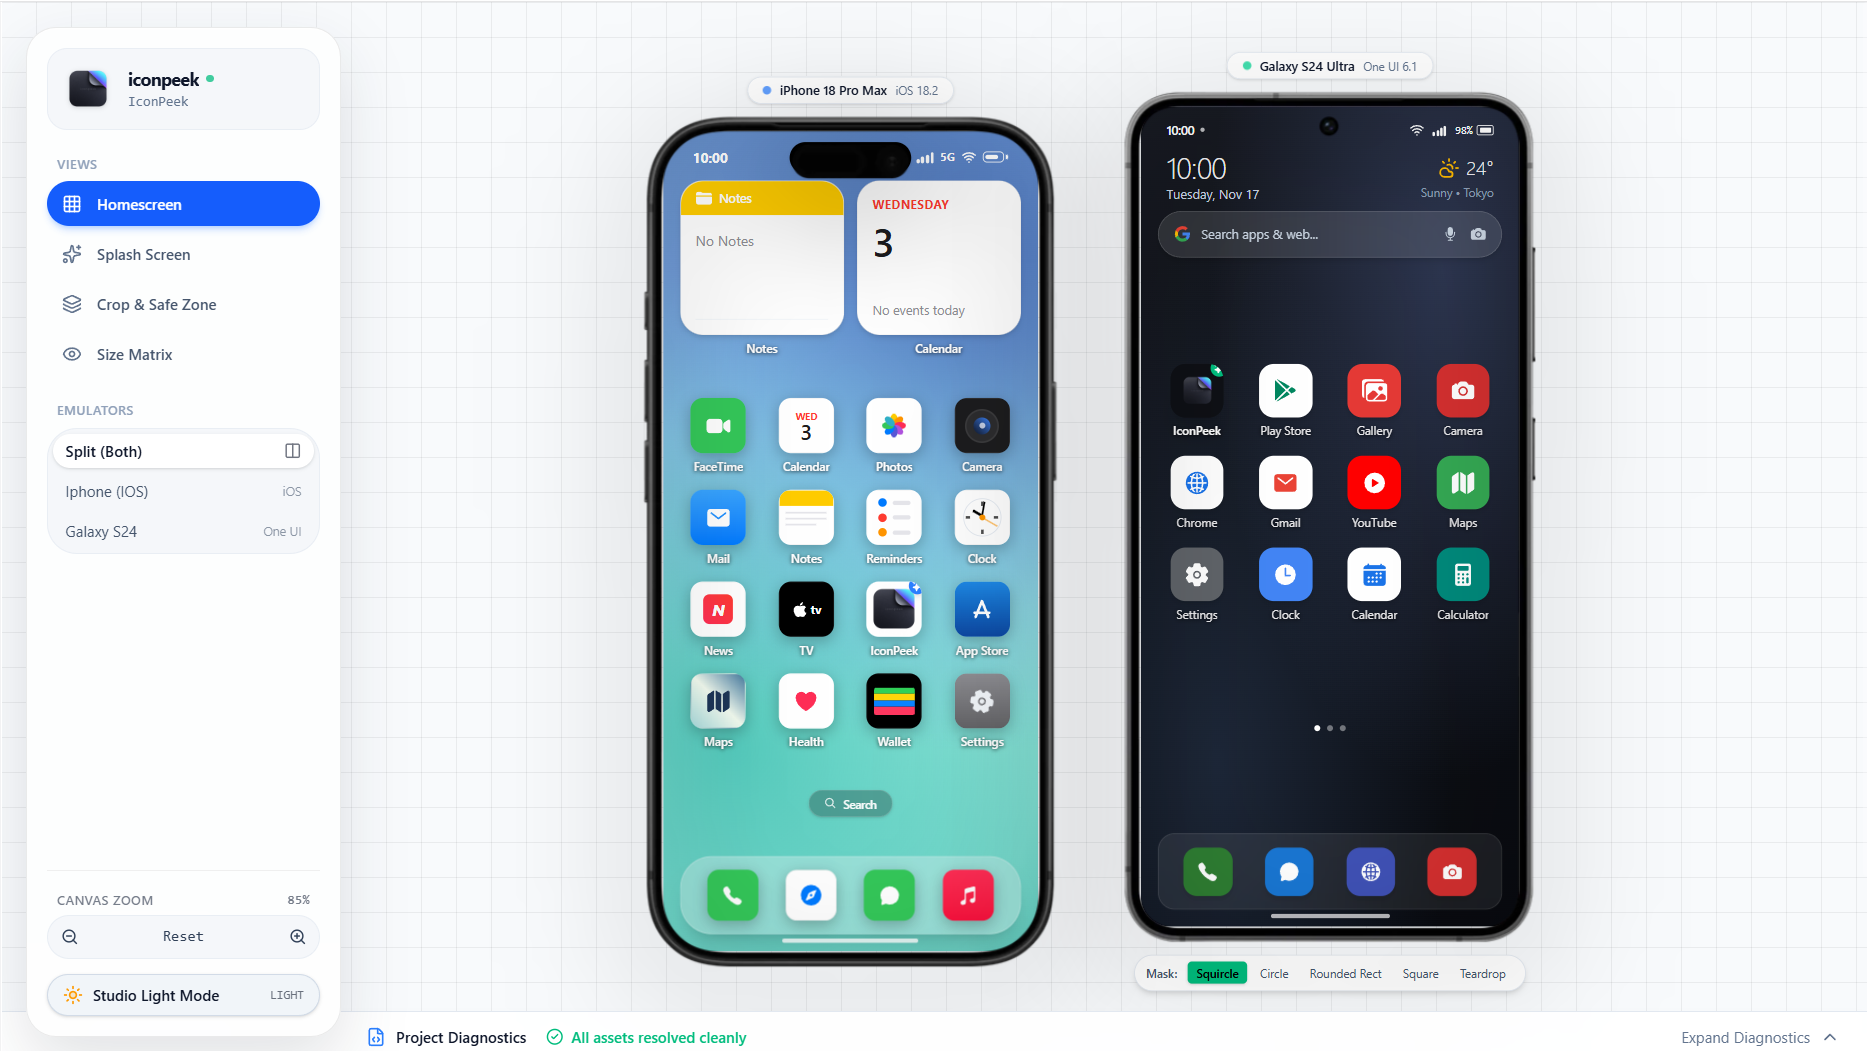 iconpeek
IconPeek
VIEWS
Homescreen
Splash Screen
Crop & Safe Zone
Size Matrix
EMULATORS
Split (Both)
Iphone (IOS) iOS
Galaxy S24 One UI
CANVAS ZOOM 85%
Reset
Studio Light Mode LIGHT
iPhone 18 Pro Max iOS 18.2
10:00 5G
Notes
No Notes
Notes
WEDNESDAY
3
No events today
Calendar
WED
3
FaceTime Calendar Photos Camera
Mail Notes Reminders Clock
N tv
News TV IconPeek App Store
Maps Health Wallet Settings
Search
Galaxy S24 Ultra One UI 6.1
10:00 98%
10:00 24°
Tuesday, Nov 17 Sunny • Tokyo
G Search apps & web...
IconPeek Play Store Gallery Camera
Chrome Gmail YouTube Maps
Settings Clock Calendar Calculator
Mask: Squircle Circle Rounded Rect Square Teardrop
Project Diagnostics All assets resolved cleanly Expand Diagnostics